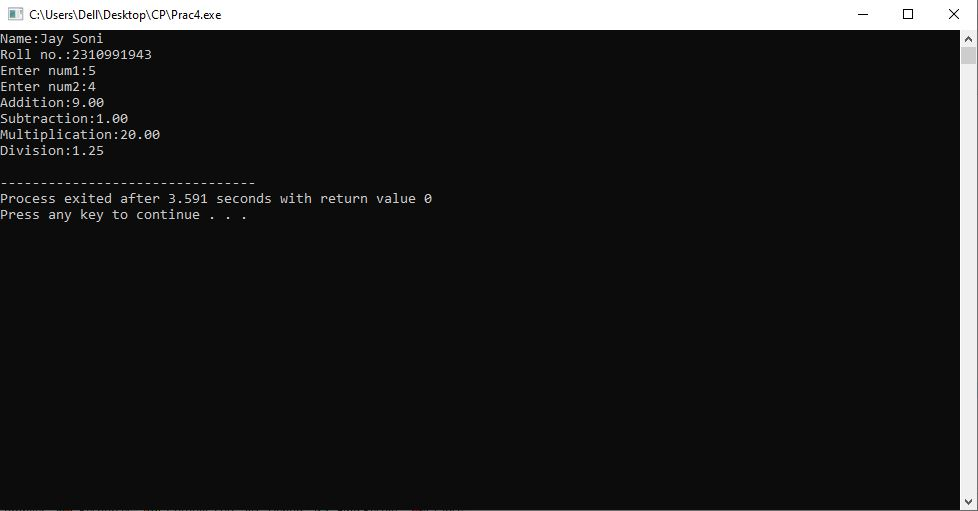 C:\Users\Dell\Desktop\CP\Prac4.exe
Name:Jay Soni
Roll no.:2310991943
Enter num1:5
Enter num2:4
Addition:9.00
Subtraction:1.00
Multiplication:20.00
Division:1.25
--------------------------------
Process exited after 3.591 seconds with return value 0
Press any key to continue . . .